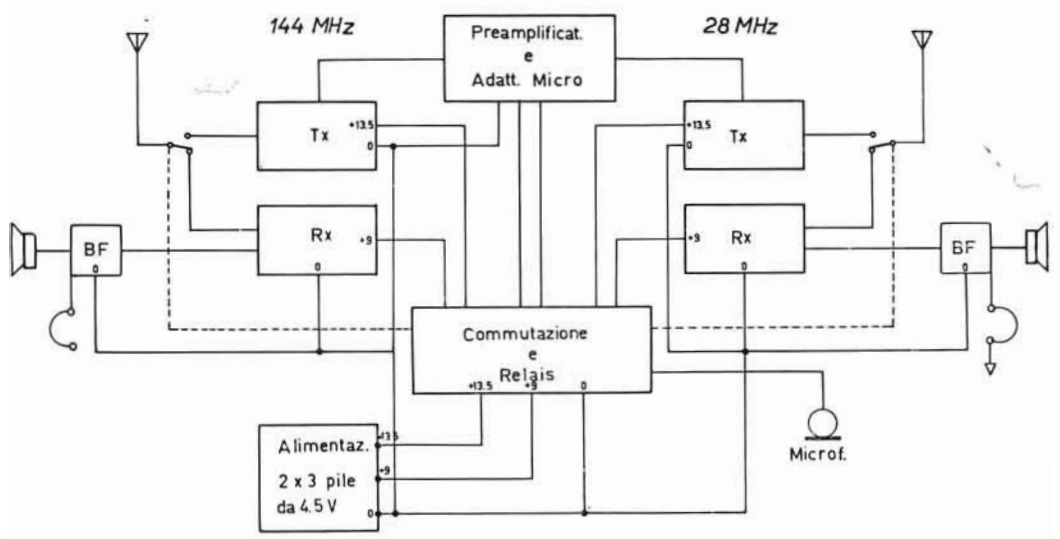 144 MHz
Preamplificat.
e
Adatt. Micro
28 MHz
Tx
+13.5
0
+13.5
0
Tx
Rx
+9
0
+9
Rx
0
BF
0
BF
0
Commutazione
e
Relais
+13.5
+9
0
Alimentaz.
+13.5
2 x 3 pile
+9
da 4.5 V
0
Microf.